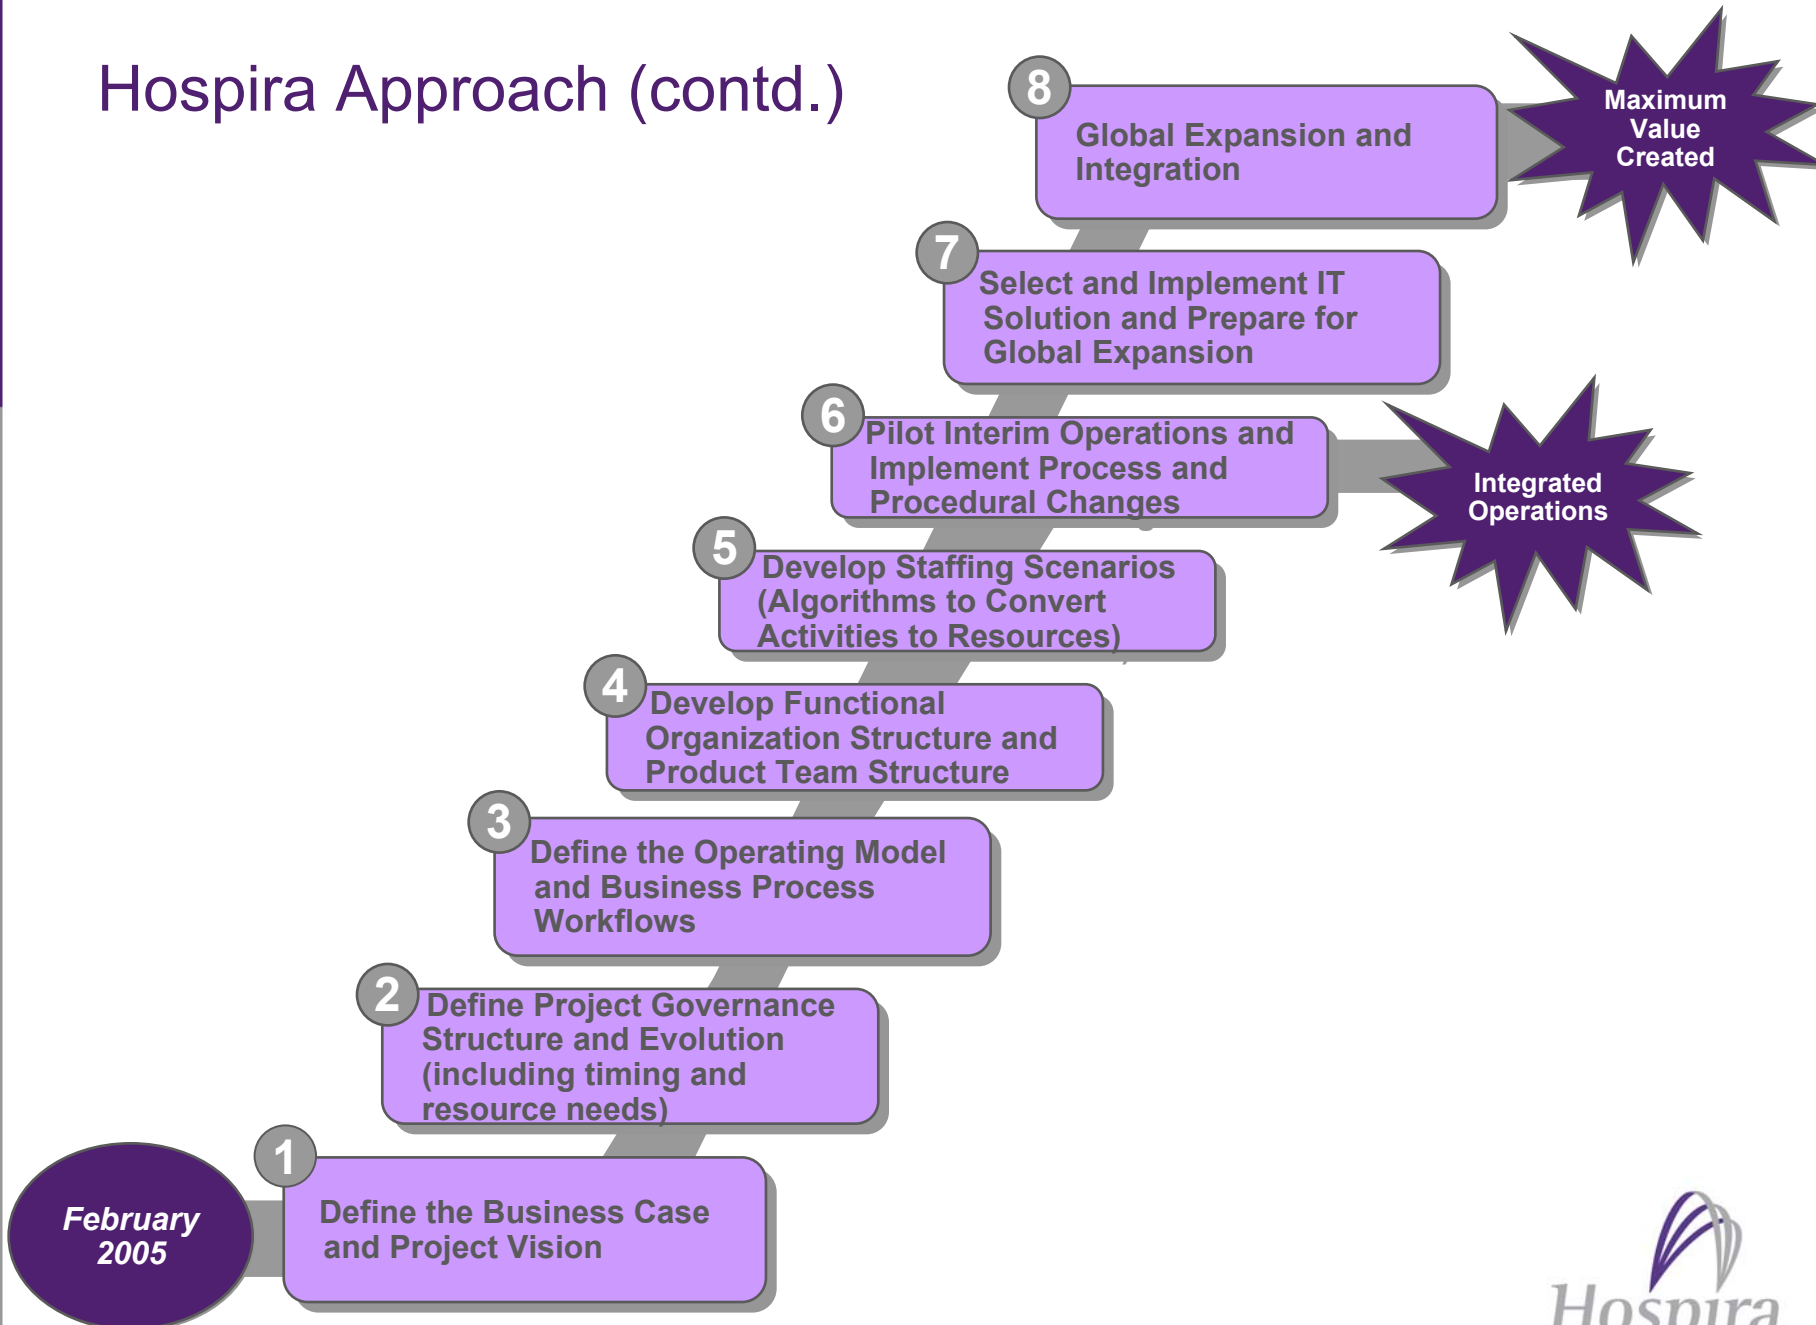 Hospira Approach (contd.)
8
Global Expansion and
Integration
Maximum
Value
Created
7
Select and Implement IT
Solution and Prepare for
Global Expansion
6
Pilot Interim Operations and
Implement Process and
Procedural Changes
Integrated
Operations
5
Develop Staffing Scenarios
(Algorithms to Convert
Activities to Resources)
4
Develop Functional
Organization Structure and
Product Team Structure
3
Define the Operating Model
and Business Process
Workflows
2
Define Project Governance
Structure and Evolution
(including timing and
resource needs)
1
Define the Business Case
and Project Vision
February
2005
Hospira